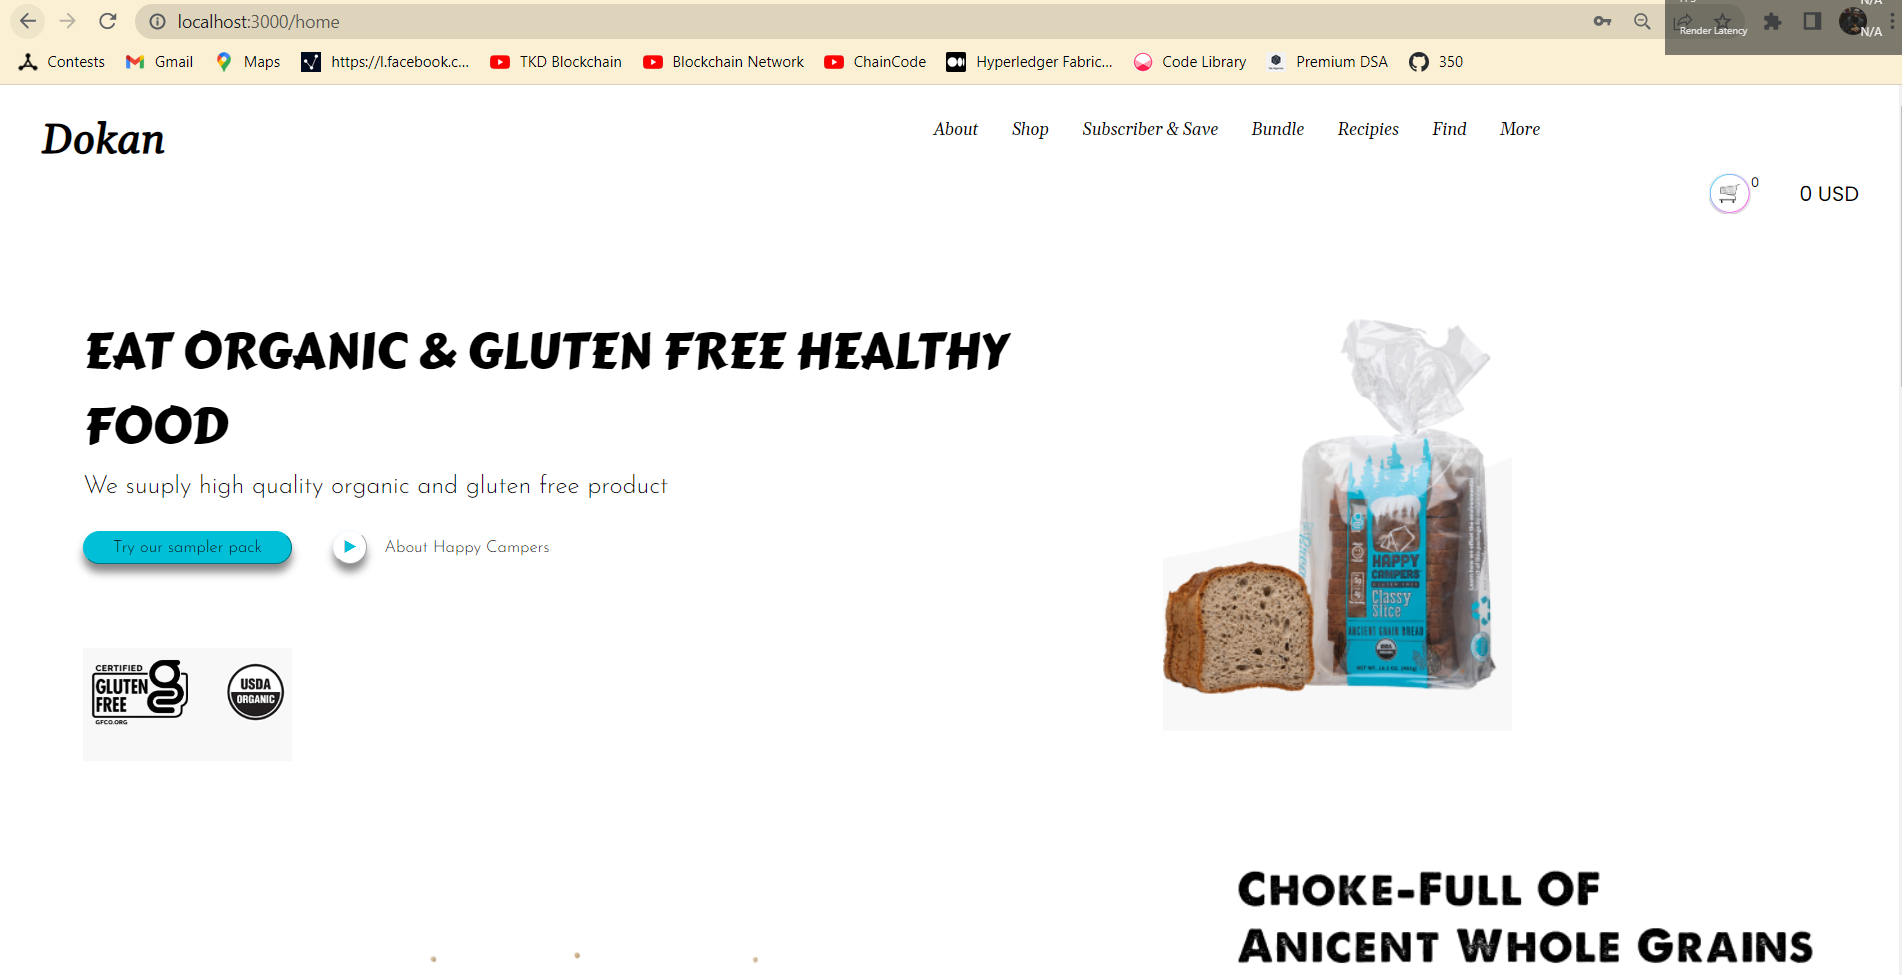 localhost:3000/home
N/A
Render Latency
N/A
Contests
Gmail
Maps
https://l.facebook.c...
TKD Blockchain
Blockchain Network
ChainCode
Hyperledger Fabric...
Code Library
Premium DSA
350
Dokan
About
Shop
Subscriber & Save
Bundle
Recipies
Find
More
0
0 USD
EAT ORGANIC & GLUTEN FREE HEALTHY
FOOD
We suuply high quality organic and gluten free product
Try our sampler pack
About Happy Campers
CERTIFIED
GLUTEN
FREE
GFCO.ORG
USDA
ORGANIC
HAPPY
CAMPERS
GLUTEN FREE
Classy
Slice
ANCIENT GRAIN BREAD
USDA
ORGANIC
CHOKE-FULL OF
ANICENT WHOLE GRAINS